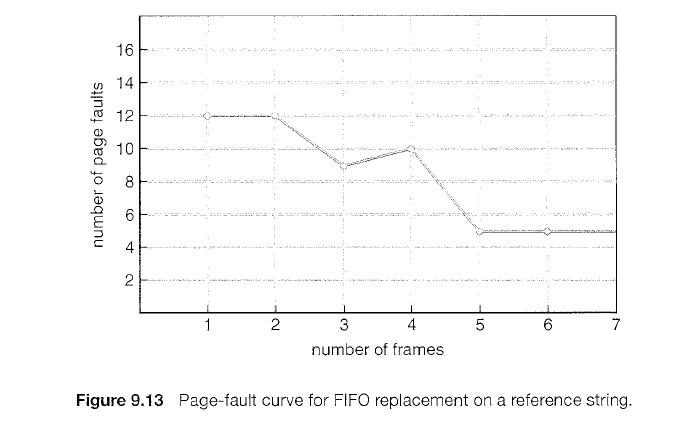 16
14
12
10
8
6
4
2
number of page faults
1 2 3 4 5 6 7
number of frames
Figure 9.13 Page-fault curve for FIFO replacement on a reference string.